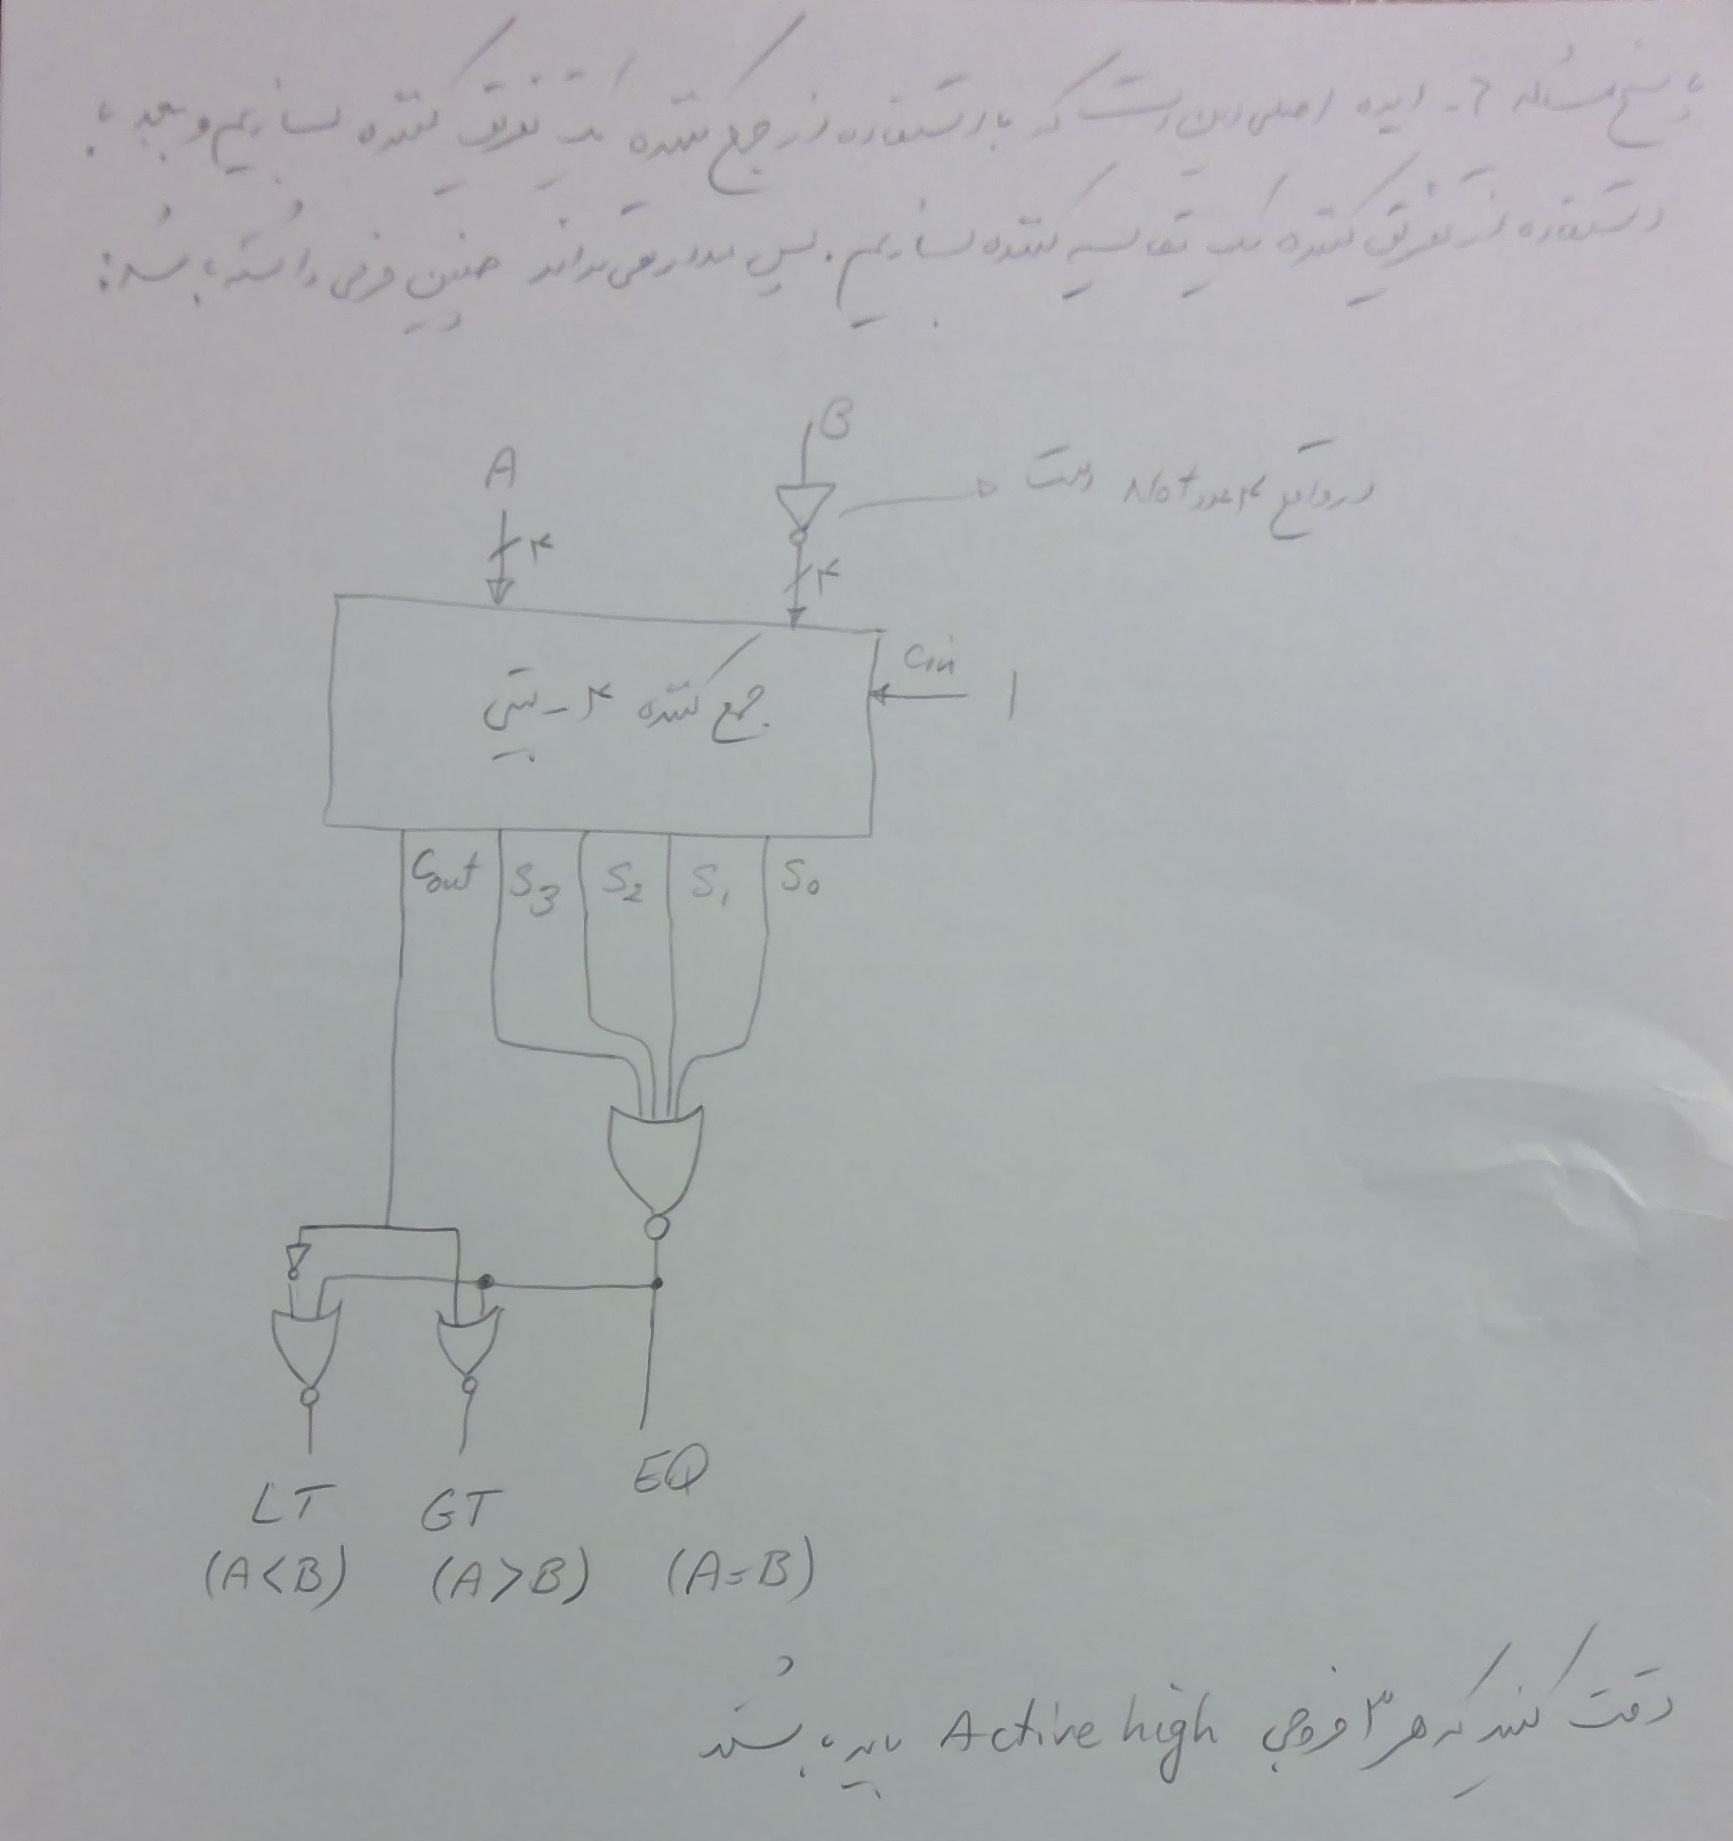 پاسخ مسئله ۲- ایده اصلی این است که با استفاده از جمع کننده یک تفریق کننده بسازیم و بعد با
استفاده از تفریق کننده یک مقایسه کننده بسازیم. پس مدار می‌تواند چنین فرمی داشته باشد:
B
A
در واقع ۴ عدد Not است
۴
۴
Cin
1
جمع کننده ۴-بیتی
Cout S3 S2 S1 S0
LT GT EQ
(A<B) (A>B) (A=B)
دقت کنید که هر ۳ خروجی Active high باید باشند